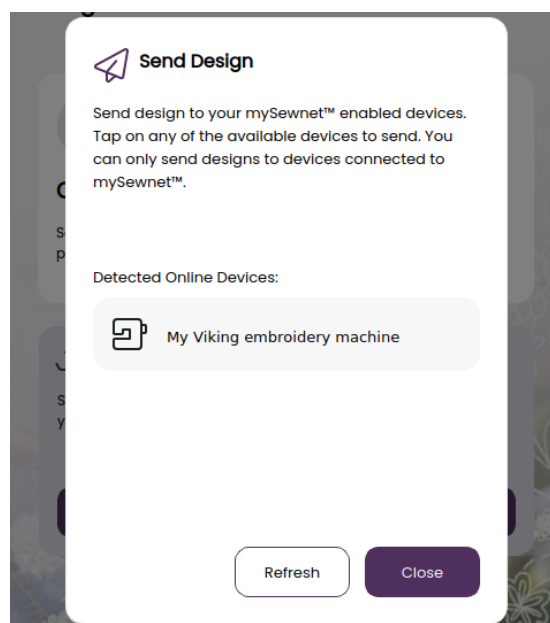 Send Design
Send design to your mySewnet™ enabled devices.
Tap on any of the available devices to send. You
can only send designs to devices connected to
mySewnet™.
Detected Online Devices:
My Viking embroidery machine
Refresh
Close